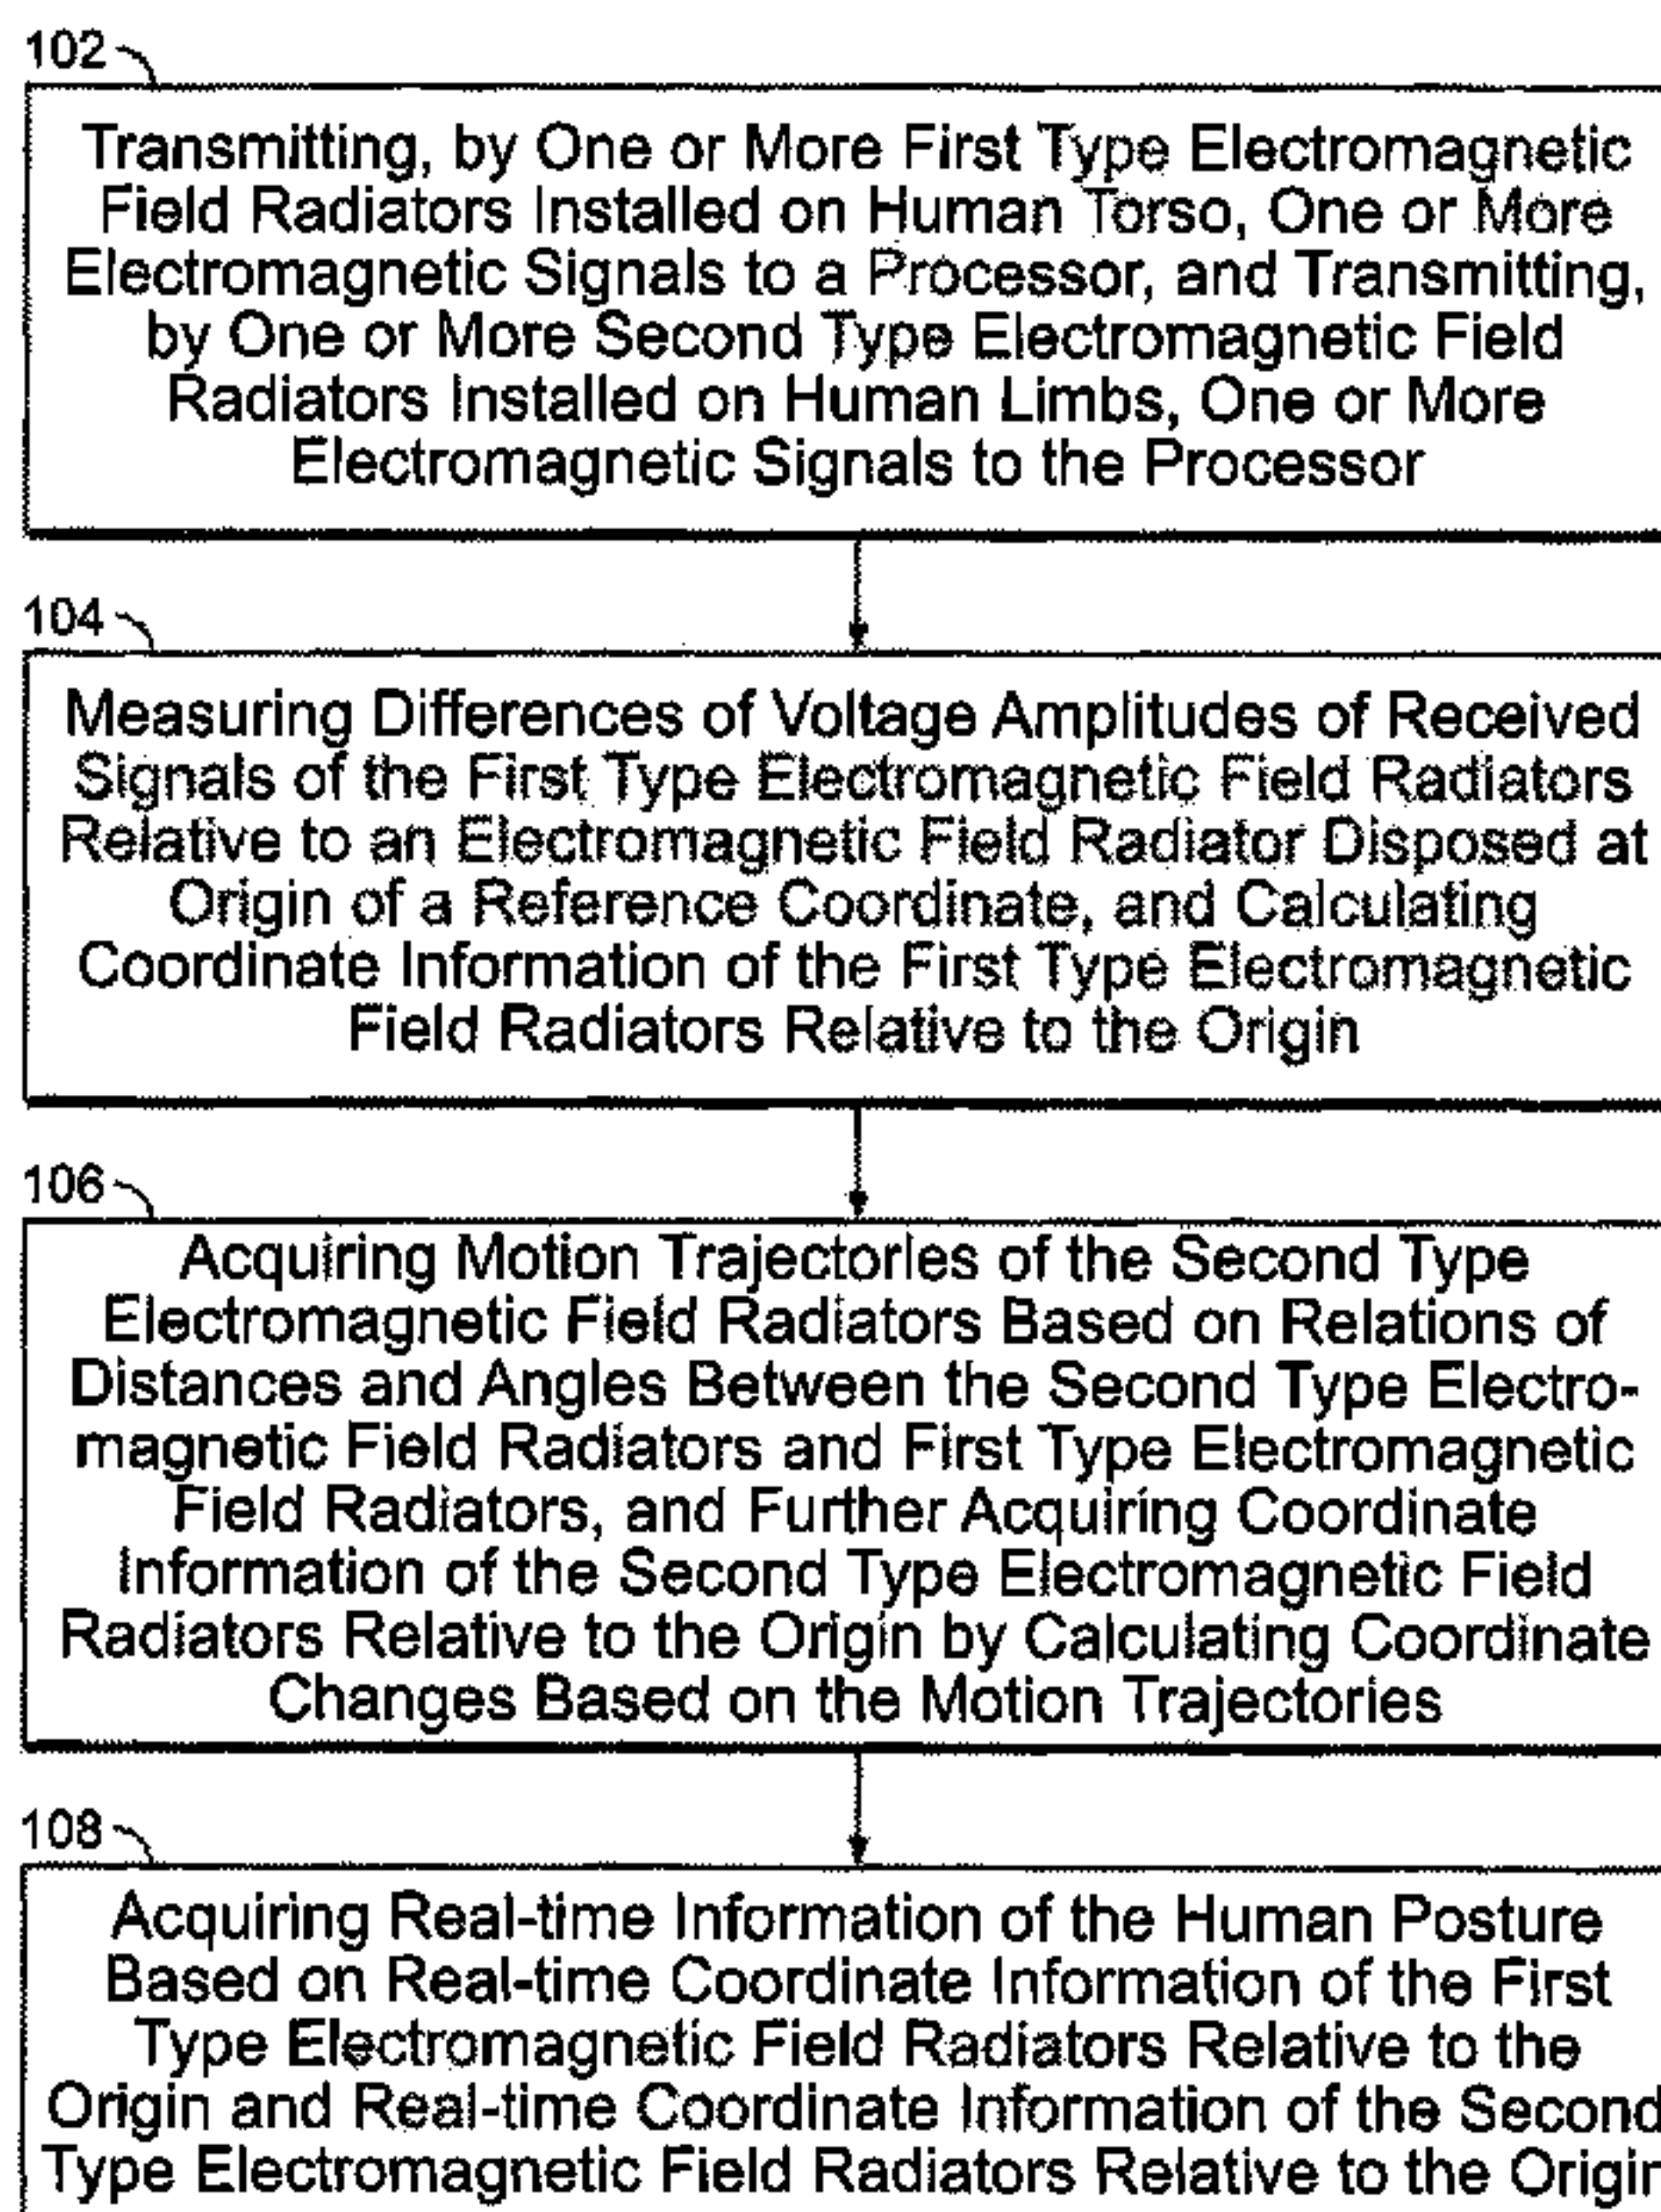 102
Transmitting, by One or More First Type Electromagnetic
Field Radiators Installed on Human Torso, One or More
Electromagnetic Signals to a Processor, and Transmitting,
by One or More Second Type Electromagnetic Field
Radiators Installed on Human Limbs, One or More
Electromagnetic Signals to the Processor
104
Measuring Differences of Voltage Amplitudes of Received
Signals of the First Type Electromagnetic Field Radiators
Relative to an Electromagnetic Field Radiator Disposed at
Origin of a Reference Coordinate, and Calculating
Coordinate Information of the First Type Electromagnetic
Field Radiators Relative to the Origin
106
Acquiring Motion Trajectories of the Second Type
Electromagnetic Field Radiators Based on Relations of
Distances and Angles Between the Second Type Electro-
magnetic Field Radiators and First Type Electromagnetic
Field Radiators, and Further Acquiring Coordinate
Information of the Second Type Electromagnetic Field
Radiators Relative to the Origin by Calculating Coordinate
Changes Based on the Motion Trajectories
108
Acquiring Real-time Information of the Human Posture
Based on Real-time Coordinate Information of the First
Type Electromagnetic Field Radiators Relative to the
Origin and Real-time Coordinate Information of the Second
Type Electromagnetic Field Radiators Relative to the Origin